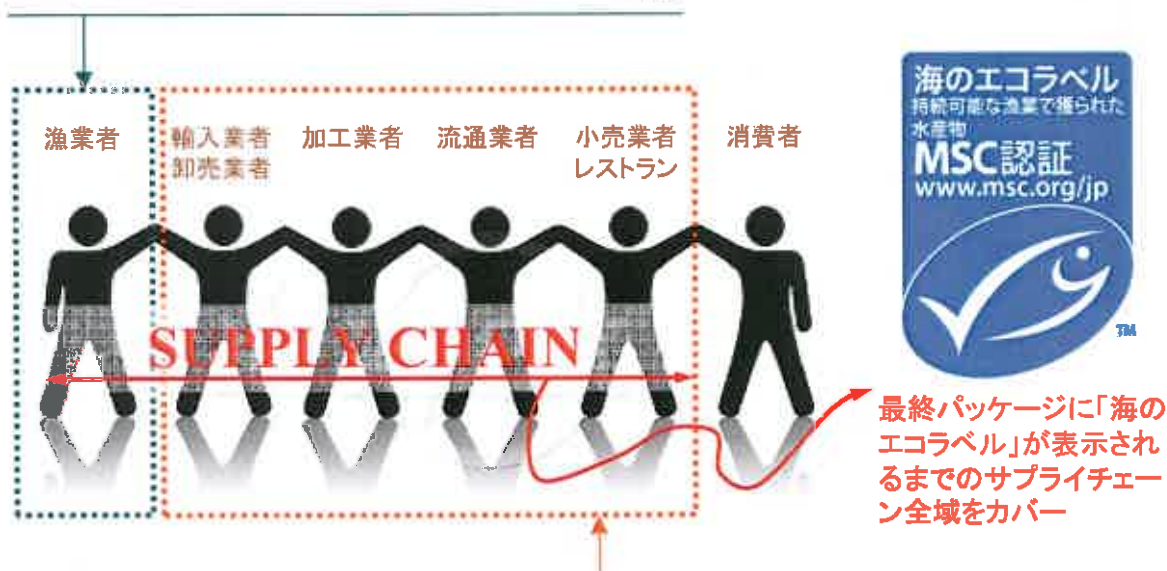 漁業者
輸入業者
卸売業者
加工業者
流通業者
小売業者
レストラン
消費者
SUPPLY CHAIN
海のエコラベル
持続可能な漁業で獲られた
水産物
MSC認証
www.msc.org/jp
TM
最終パッケージに「海の
エコラベル」が表示され
るまでのサプライチェー
ン全域をカバー